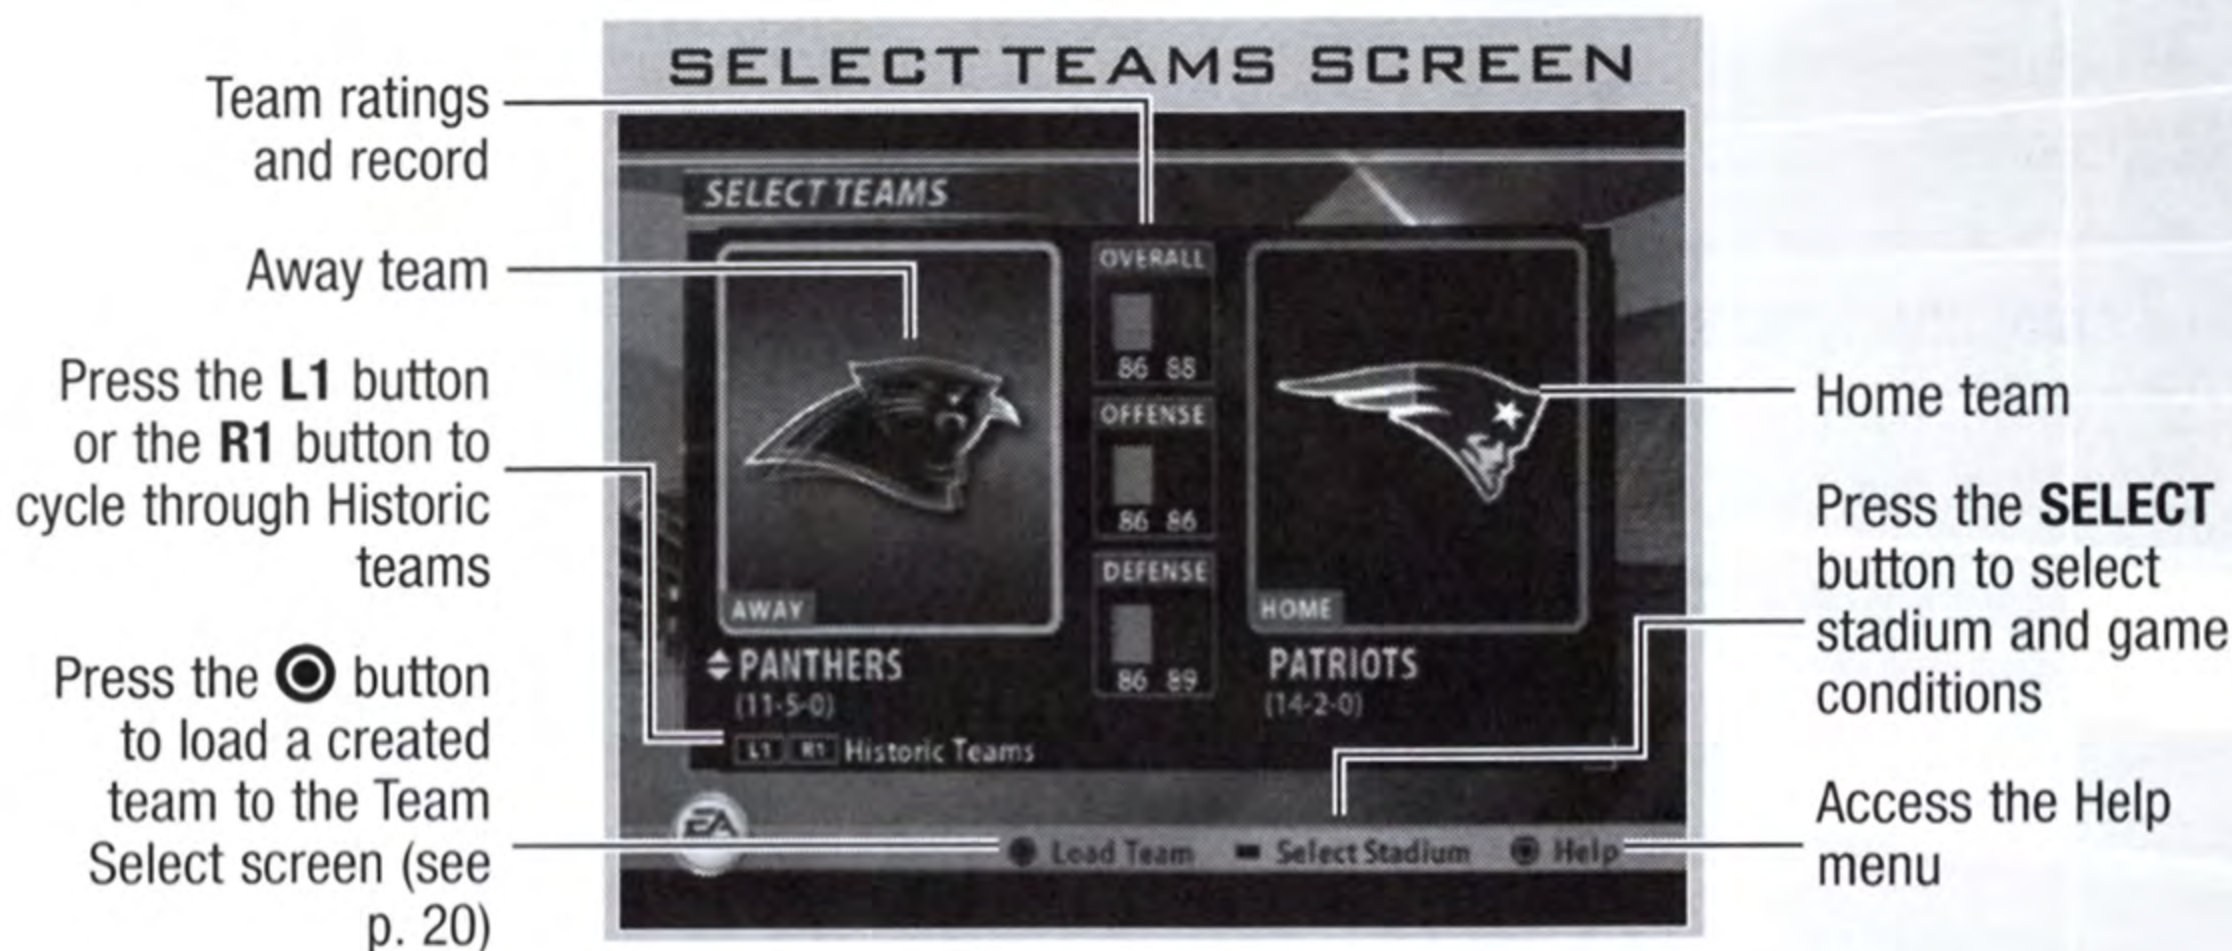 SELECT TEAMS SCREEN
Team ratings
and record
Away team
Press the L1 button
or the R1 button to
cycle through Historic
teams
Press the button
to load a created
team to the Team
Select screen (see
p. 20)
SELECT TEAMS
OVERALL
86 88
OFFENSE
86 86
DEFENSE
86 89
AWAY
PANTHERS
(11-5-0)
HOME
PATRIOTS
(14-2-0)
L1 R1 Historic Teams
EA
Load Team Select Stadium Help
Home team
Press the SELECT
button to select
stadium and game
conditions
Access the Help
menu